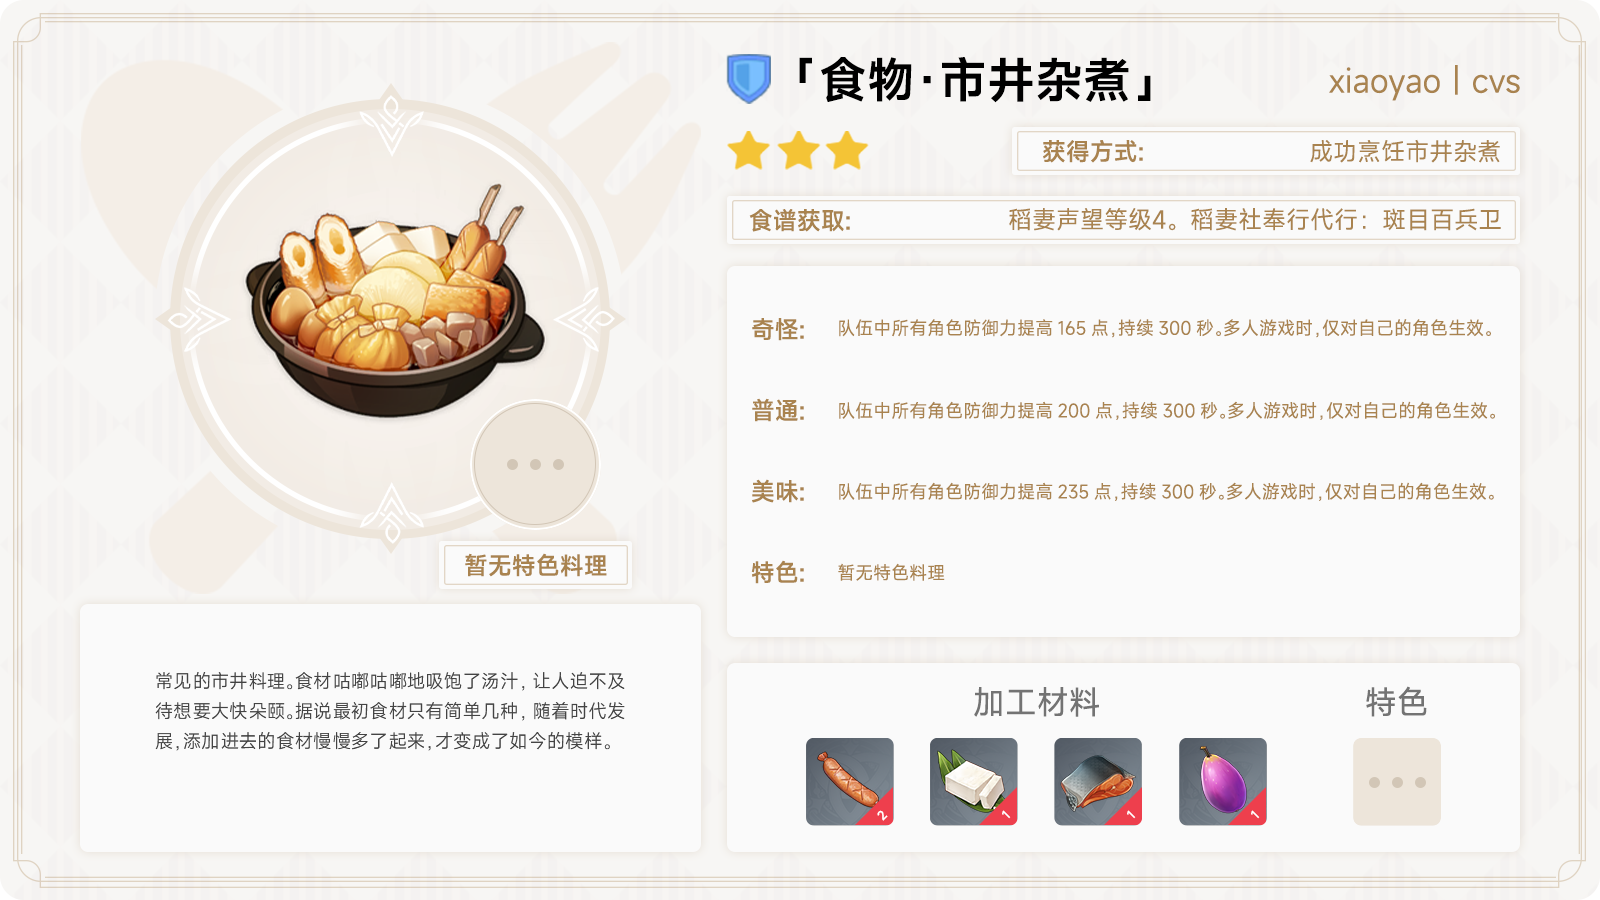 「食物·市井杂煮」
xiaoyao | cvs
获得方式:
成功烹饪市井杂煮
食谱获取:
稻妻声望等级4。稻妻社奉行代行：斑目百兵卫
奇怪:
队伍中所有角色防御力提高 165 点,持续 300 秒。多人游戏时,仅对自己的角色生效。
普通:
队伍中所有角色防御力提高 200 点,持续 300 秒。多人游戏时,仅对自己的角色生效。
美味:
队伍中所有角色防御力提高 235 点,持续 300 秒。多人游戏时,仅对自己的角色生效。
特色:
暂无特色料理
暂无特色料理
常见的市井料理。食材咕嘟咕嘟地吸饱了汤汁，让人迫不及
待想要大快朵颐。据说最初食材只有简单几种，随着时代发
展,添加进去的食材慢慢多了起来,才变成了如今的模样。
加工材料
特色
2
1
1
1